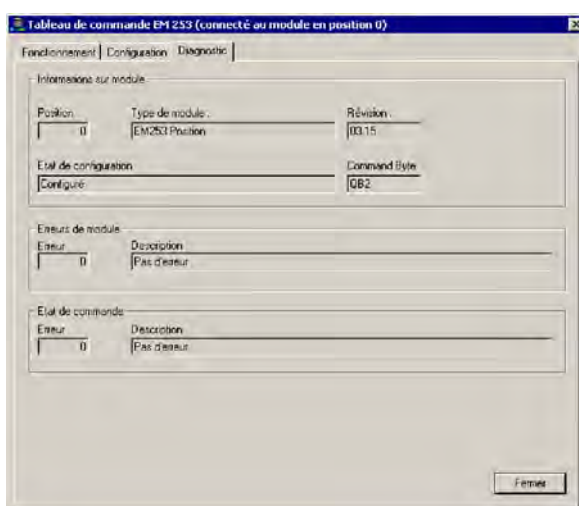 Tableau de commande EM 253 (connecté au module en position 0)
Fonctionnement Configuration Diagnostic
Informations sur module
Position Type de module : Révision :
0 EM253 Position 03.15
Etat de configuration Command Byte
Configuré QB2
Erreurs de module
Erreur Description
0 Pas d'erreur
Etat de commande
Erreur Description
0 Pas d'erreur
Fermer